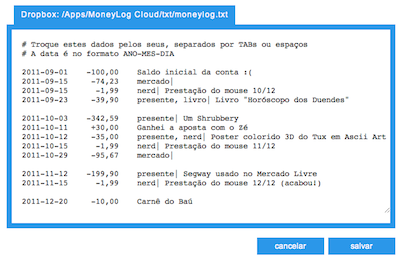 Dropbox: /Apps/MoneyLog Cloud/txt/moneylog.txt
# Troque estes dados pelos seus, separados por TABs ou espaços
# A data é no formato ANO-MES-DIA
2011-09-01 -100,00 Saldo inicial da conta :(
2011-09-15 -74,23 mercado|
2011-09-15 -1,99 nerd| Prestação do mouse 10/12
2011-09-23 -39,90 presente, livro| Livro "Horóscopo dos Duendes"
2011-10-03 -342,59 presente| Um Shrubbery
2011-10-11 +30,00 Ganhei a aposta com o Zé
2011-10-12 -35,00 presente, nerd| Poster colorido 3D do Tux em Ascii Art
2011-10-15 -1,99 nerd| Prestação do mouse 11/12
2011-10-29 -95,67 mercado|
2011-11-12 -199,90 presente| Segway usado no Mercado Livre
2011-11-15 -1,99 nerd| Prestação do mouse 12/12 (acabou!)
2011-12-20 -10,00 Carnê do Baú
cancelar salvar